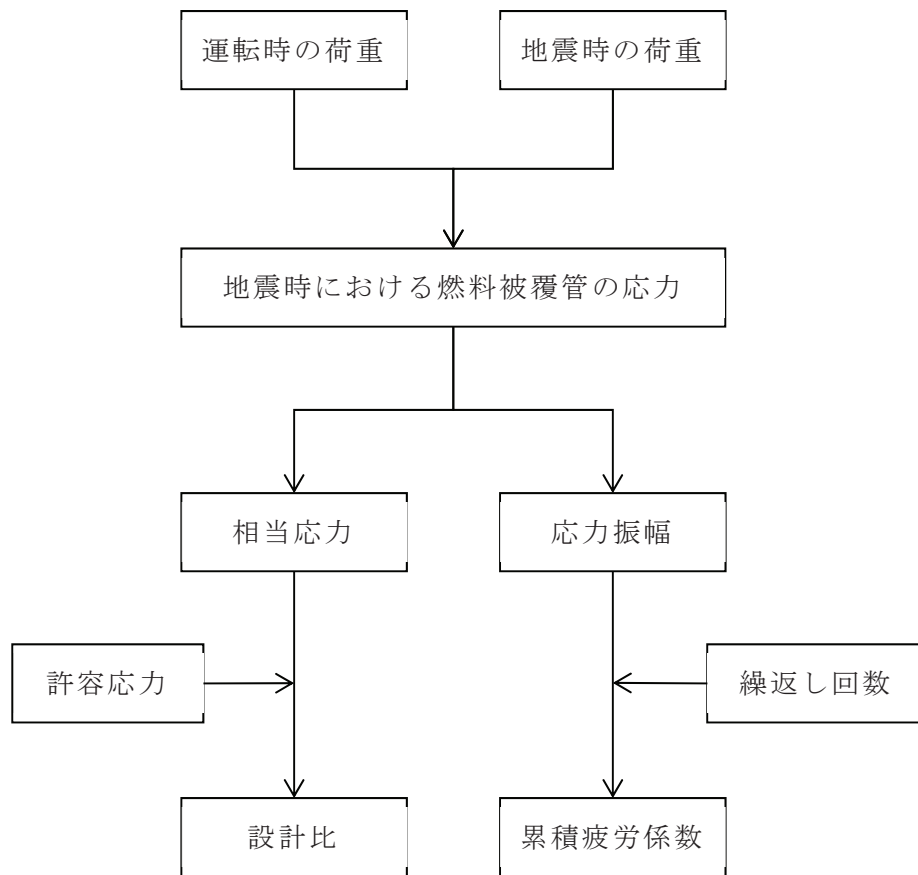 運転時の荷重
地震時の荷重
地震時における燃料被覆管の応力
相当応力
応力振幅
許容応力
繰返し回数
設計比
累積疲労係数